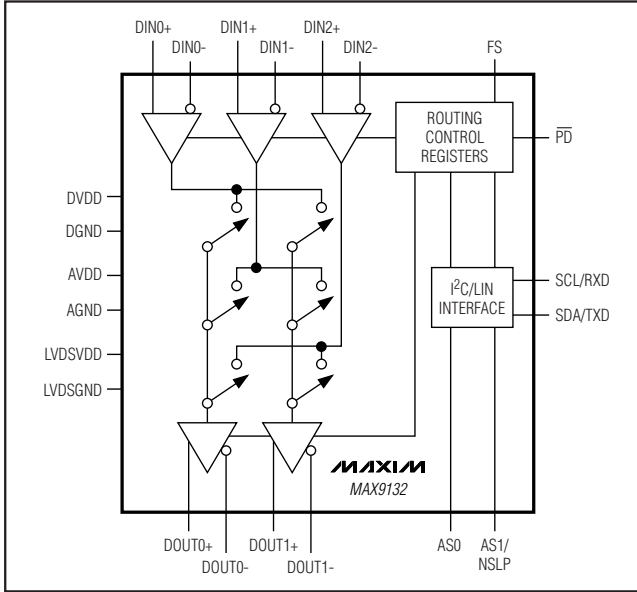 DIN0+
DIN1+
DIN2+
DIN0-
DIN1-
DIN2-
FS
ROUTING
CONTROL
REGISTERS
PD
DVDD
DGND
AVDD
AGND
LVDSVDD
LVDSGND
I²C/LIN
INTERFACE
SCL/RXD
SDA/TXD
MAXIM
MAX9132
DOUT0+
DOUT0-
DOUT1+
DOUT1-
AS0
AS1/
NSLP